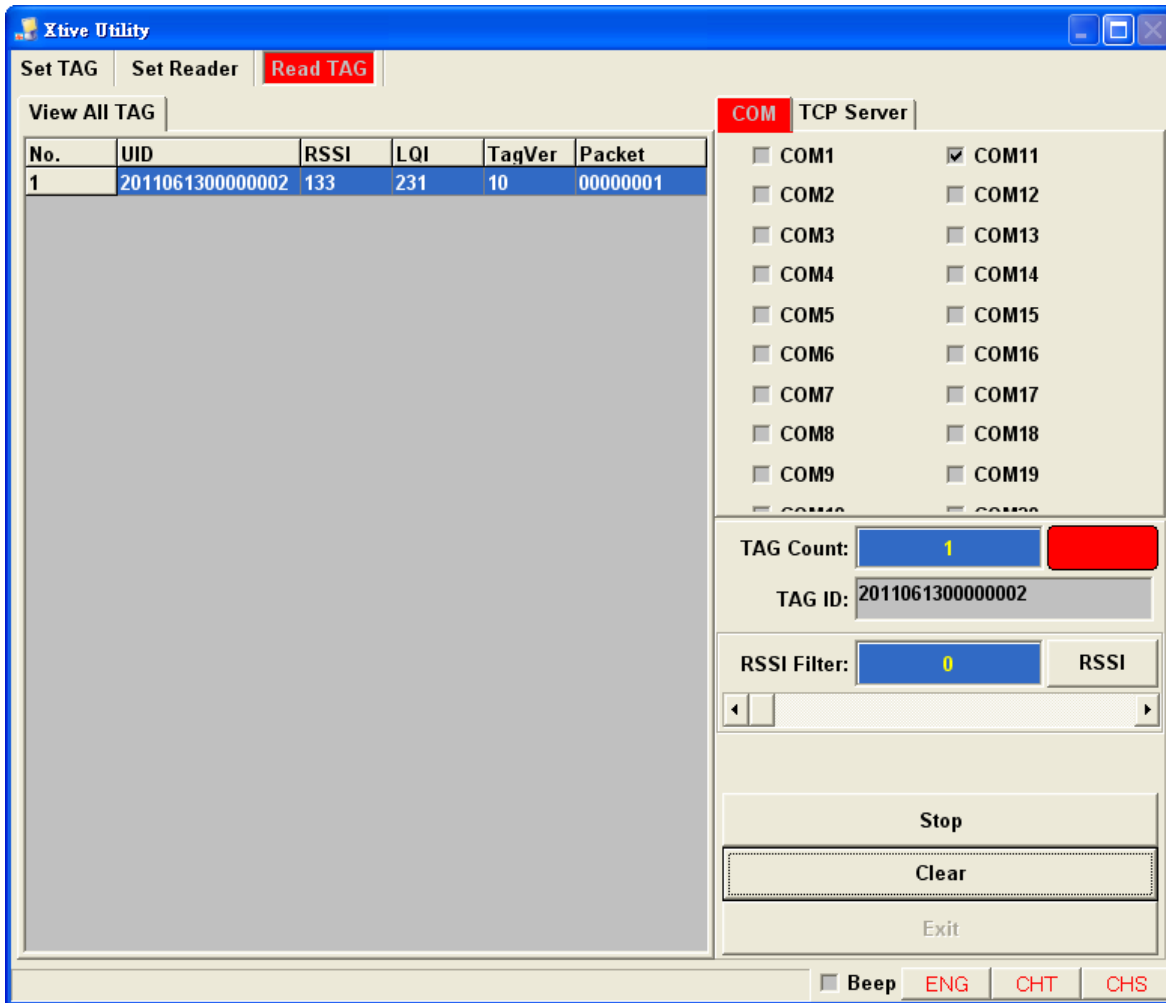 Xtive Utility
Set TAG Set Reader Read TAG
View All TAG
No. UID RSSI LQI TagVer Packet
1 2011061300000002 133 231 10 00000001
COM TCP Server
COM1 COM11
COM2 COM12
COM3 COM13
COM4 COM14
COM5 COM15
COM6 COM16
COM7 COM17
COM8 COM18
COM9 COM19
TAG Count: 1
TAG ID: 2011061300000002
RSSI Filter: 0 RSSI
Stop
Clear
Exit
Beep ENG CHT CHS